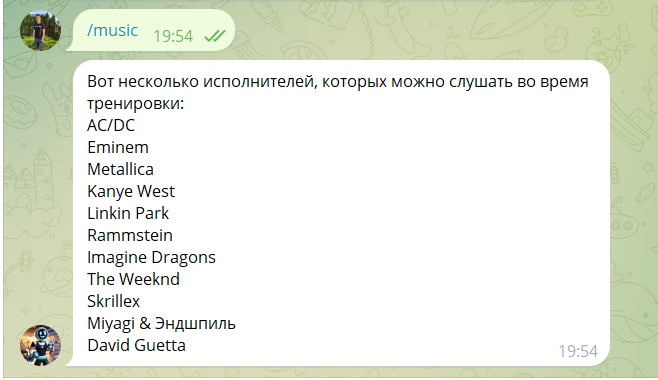 /music 19:54
Вот несколько исполнителей, которых можно слушать во время
тренировки:
AC/DC
Eminem
Metallica
Kanye West
Linkin Park
Rammstein
Imagine Dragons
The Weeknd
Skrillex
Miyagi & Эндшпиль
David Guetta
19:54